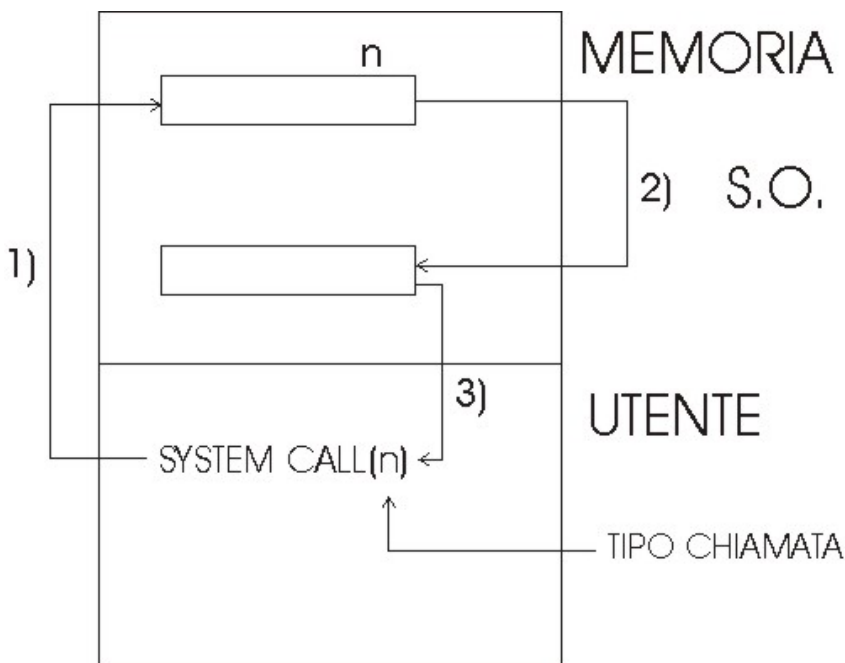 n
MEMORIA
2)
S.O.
1)
3)
UTENTE
SYSTEM CALL(n)
TIPO CHIAMATA